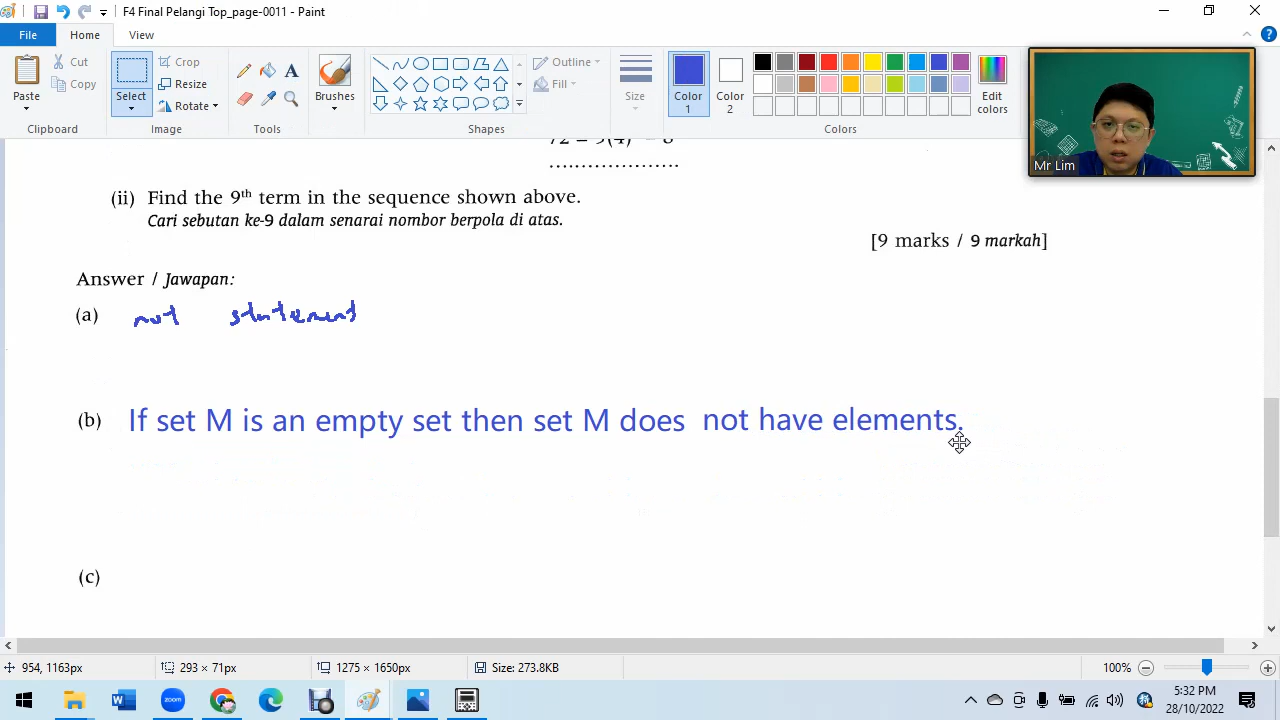 F4 Final Pelangi Top_page-0011 - Paint
File Home View
Paste
Cut
Copy
Clipboard
Select
Crop
Resize
Rotate
Image
A
Tools
Brushes
Shapes
Outline
Fill
Size
Color 1
Color 2
Edit colors
Colors
Mr Lim
(ii) Find the 9th term in the sequence shown above.
Cari sebutan ke-9 dalam senarai nombor berpola di atas.
[9 marks / 9 markah]
Answer / Jawapan:
(a) not statement
(b) If set M is an empty set then set M does not have elements.
(c)
954, 1163px 293 × 71px 1275 × 1650px Size: 273.8KB 100%
zoom
5:32 PM
28/10/2022